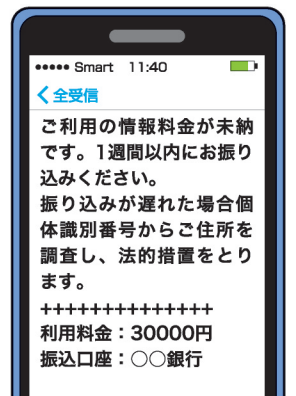 ●●●●● Smart 11:40
全受信
ご利用の情報料金が未納
です。1週間以内にお振り
込みください。
振り込みが遅れた場合個
体識別番号からご住所を
調査し、法的措置をとり
ます。
++++++++++++++
利用料金：30000円
振込口座：○○銀行